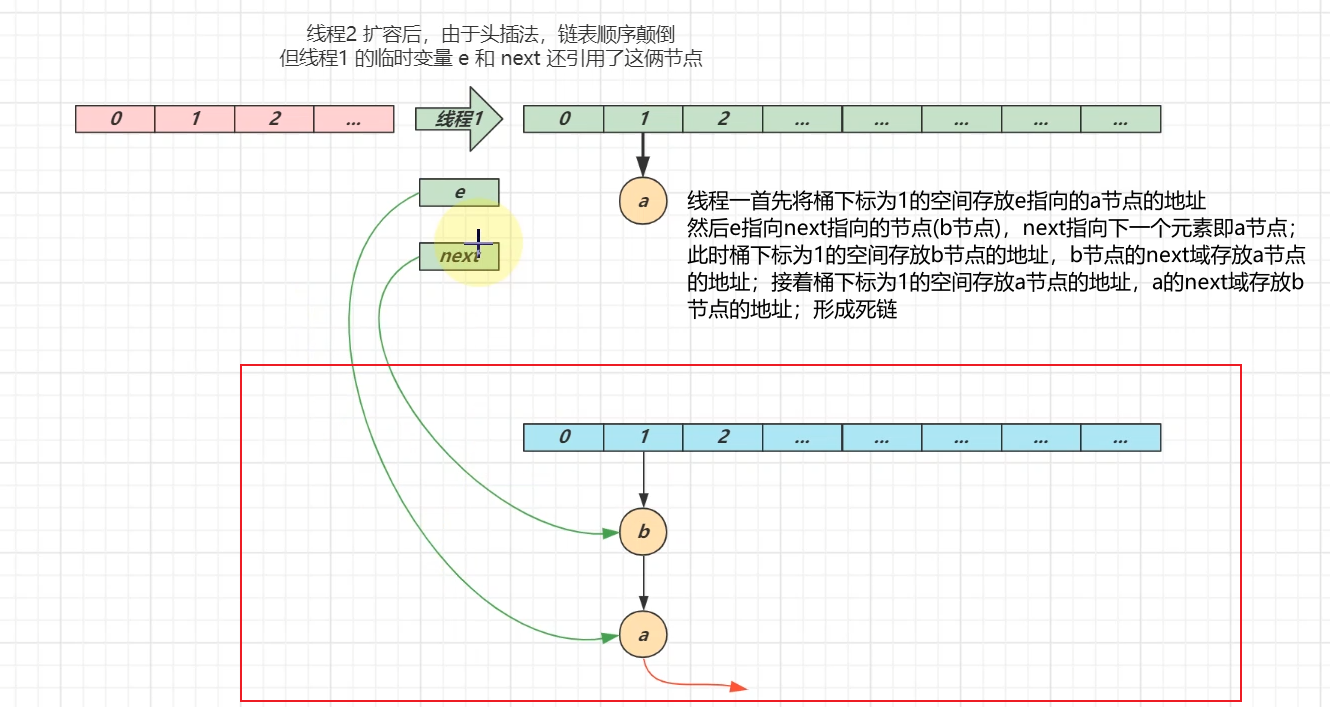 线程2 扩容后，由于头插法，链表顺序颠倒
但线程1 的临时变量 e 和 next 还引用了这俩节点
0 1 2 ... 线程1 0 1 2 ... ... ... ... ...
e
a
next
线程一首先将桶下标为1的空间存放e指向的a节点的地址
然后e指向next指向的节点(b节点)，next指向下一个元素即a节点；
此时桶下标为1的空间存放b节点的地址，b节点的next域存放a节点
的地址；接着桶下标为1的空间存放a节点的地址，a的next域存放b
节点的地址；形成死链
0 1 2 ... ... ... ... ...
b
a